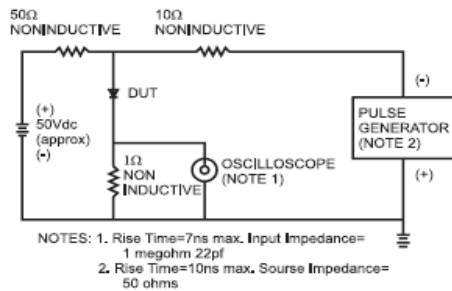 50Ω
NONINDUCTIVE
10Ω
NONINDUCTIVE
(+)
50Vdc
(approx)
(-)
DUT
1Ω
NON
INDUCTIVE
OSCILLOSCOPE
(NOTE 1)
(-)
PULSE
GENERATOR
(NOTE 2)
(+)
NOTES: 1. Rise Time=7ns max. Input Impedance=
1 megohm 22pf
2. Rise Time=10ns max. Sourse Impedance=
50 ohms